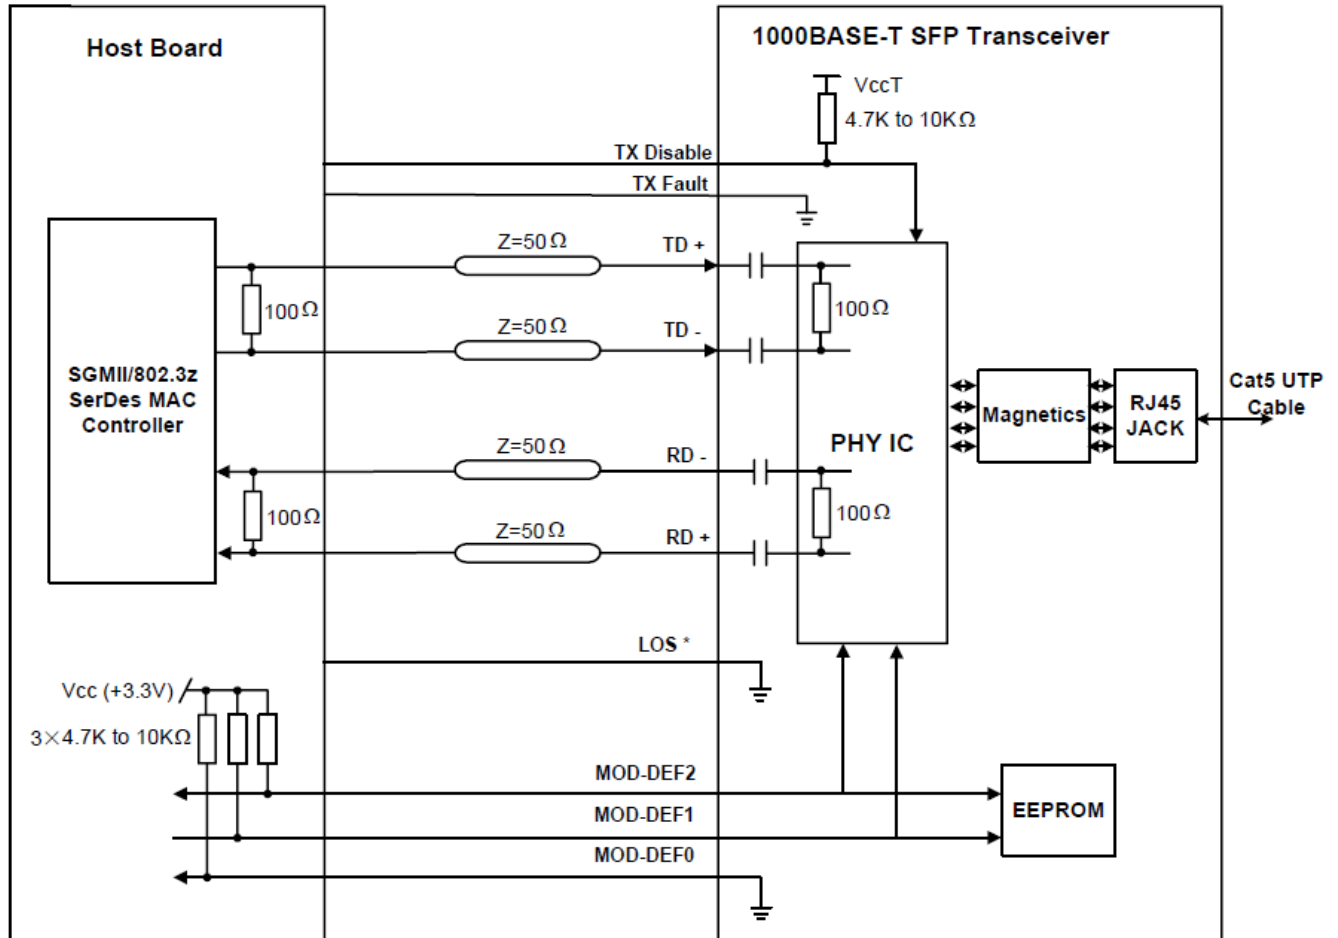 Host Board
1000BASE-T SFP Transceiver
VccT
4.7K to 10KΩ
TX Disable
TX Fault
Z=50Ω
TD +
100Ω
100Ω
Z=50Ω
TD -
SGMII/802.3z
SerDes MAC
Controller
Magnetics
RJ45
JACK
Cat5 UTP
Cable
PHY IC
Z=50Ω
RD -
100Ω
100Ω
Z=50Ω
RD +
LOS *
Vcc (+3.3V)
3×4.7K to 10KΩ
MOD-DEF2
MOD-DEF1
MOD-DEF0
EEPROM